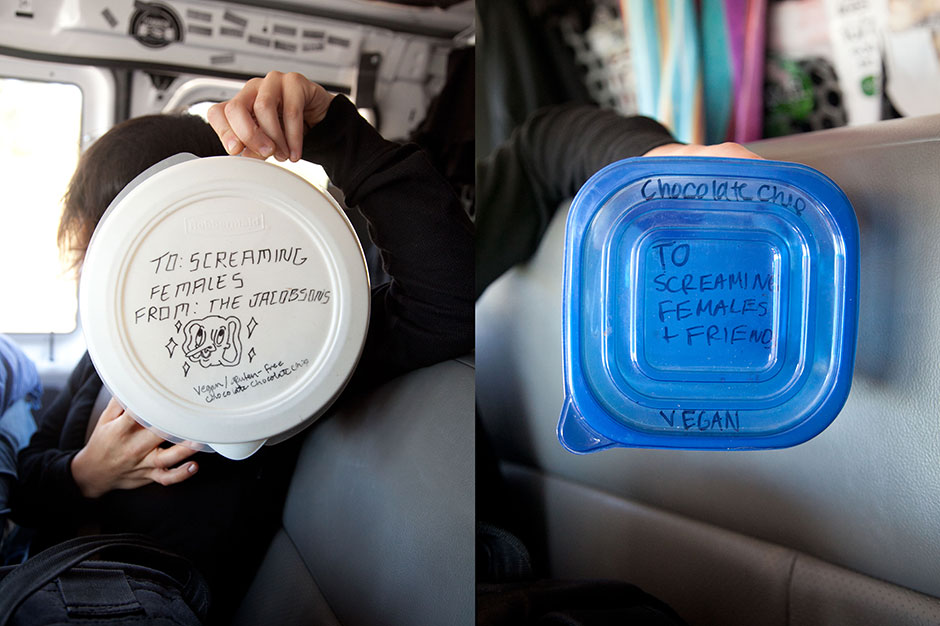 Rubbermaid
TO: SCREAMING
FEMALES
FROM: THE JACOBSONS
Vegan/gluten-free
chocolate chocolate chip
Chocolate Chip
TO
SCREAMING
FEMALES
+ FRIEND
VEGAN